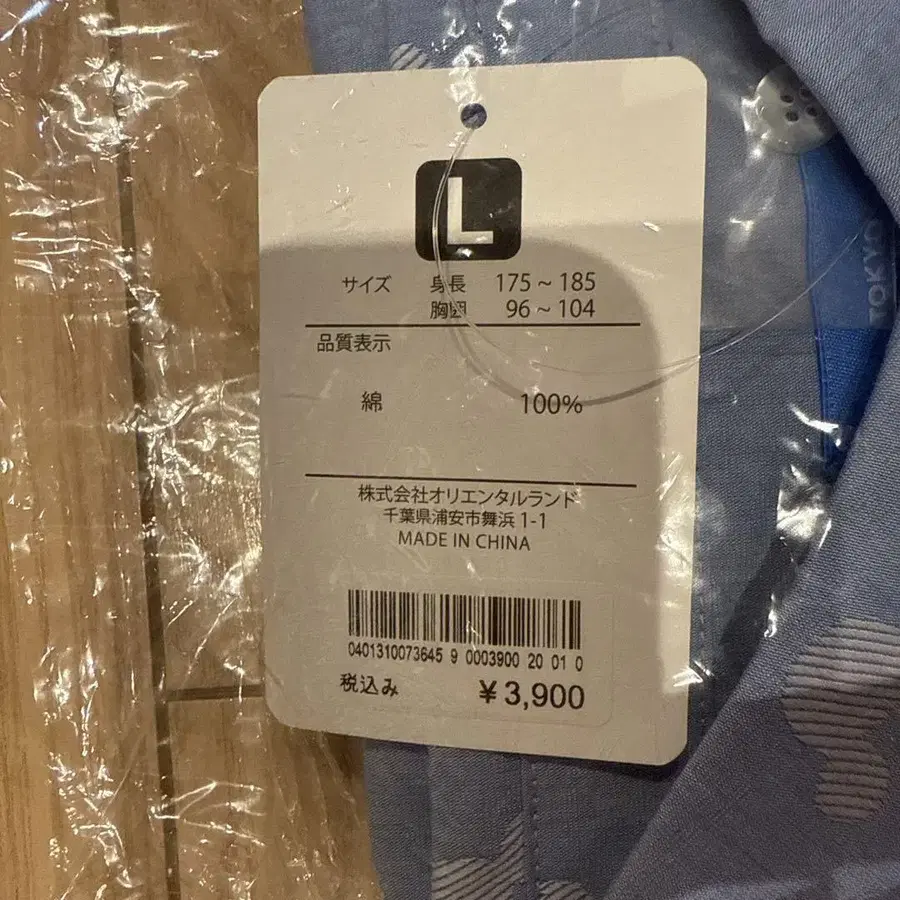 L
サイズ 身長 175 ~ 185
胸囲 96 ~ 104
品質表示
綿 100%
株式会社オリエンタルランド
千葉県浦安市舞浜 1-1
MADE IN CHINA
0401310073645 9 0003900 20 01 0
税込み ¥3,900
TOKYO